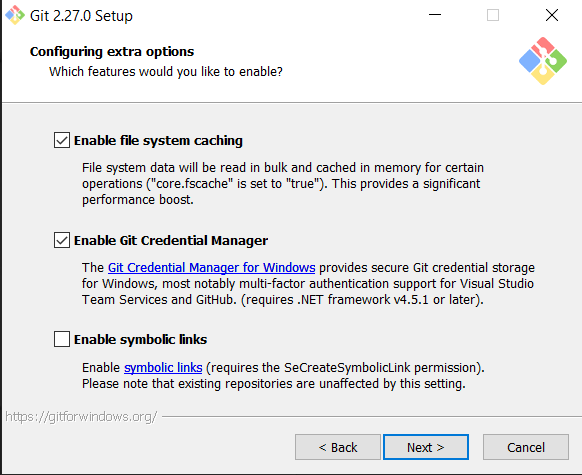 Git 2.27.0 Setup
Configuring extra options
Which features would you like to enable?
Enable file system caching
File system data will be read in bulk and cached in memory for certain
operations ("core.fscache" is set to "true"). This provides a significant
performance boost.
Enable Git Credential Manager
The Git Credential Manager for Windows provides secure Git credential storage
for Windows, most notably multi-factor authentication support for Visual Studio
Team Services and GitHub. (requires .NET framework v4.5.1 or later).
Enable symbolic links
Enable symbolic links (requires the SeCreateSymbolicLink permission).
Please note that existing repositories are unaffected by this setting.
https://gitforwindows.org/
< Back
Next >
Cancel